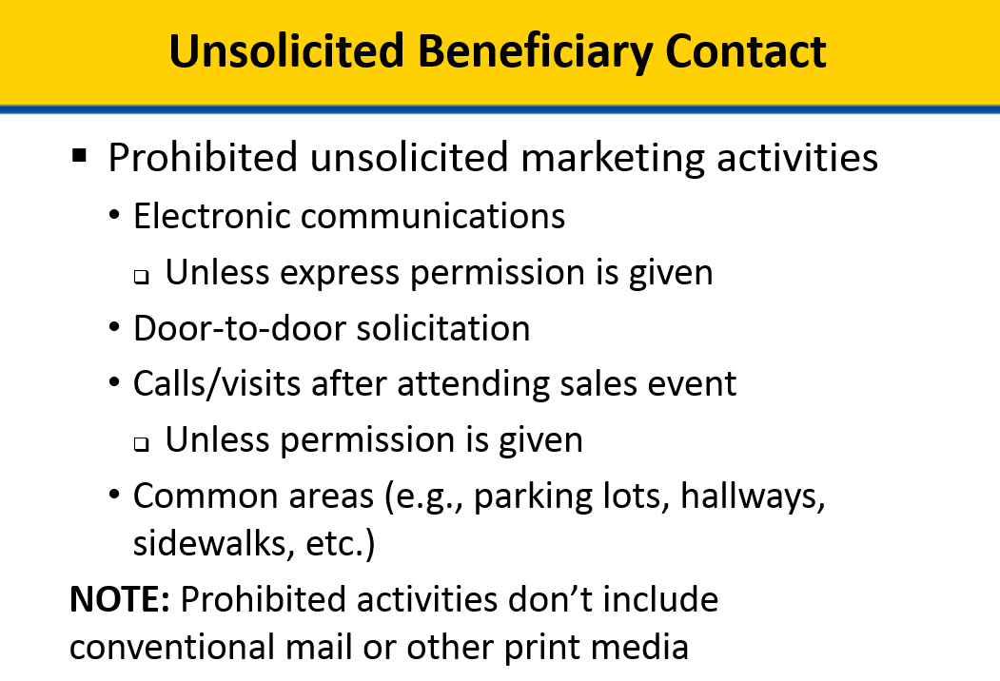 Unsolicited Beneficiary Contact
▪ Prohibited unsolicited marketing activities
• Electronic communications
❑ Unless express permission is given
• Door-to-door solicitation
• Calls/visits after attending sales event
❑ Unless permission is given
• Common areas (e.g., parking lots, hallways,
sidewalks, etc.)
NOTE: Prohibited activities don’t include
conventional mail or other print media